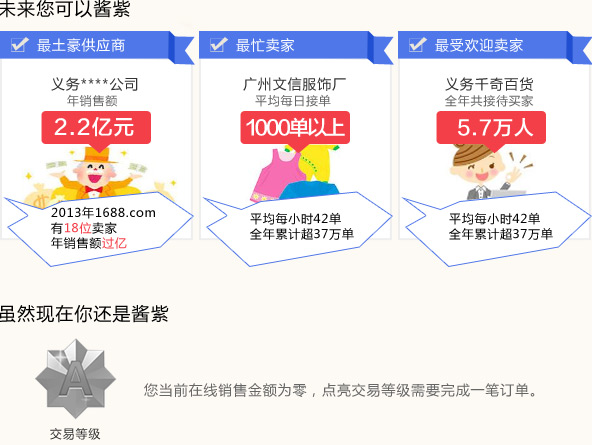 未来您可以酱紫
最土豪供应商
最忙卖家
最受欢迎卖家
义务****公司
年销售额
2.2亿元
广州文信服饰厂
平均每日接单
1000单以上
义务千奇百货
全年共接待买家
5.7万人
2013年1688.com
有18位卖家
年销售额过亿
平均每小时42单
全年累计超37万单
平均每小时42单
全年累计超37万单
虽然现在你还是酱紫
A
您当前在线销售金额为零，点亮交易等级需要完成一笔订单。
交易等级